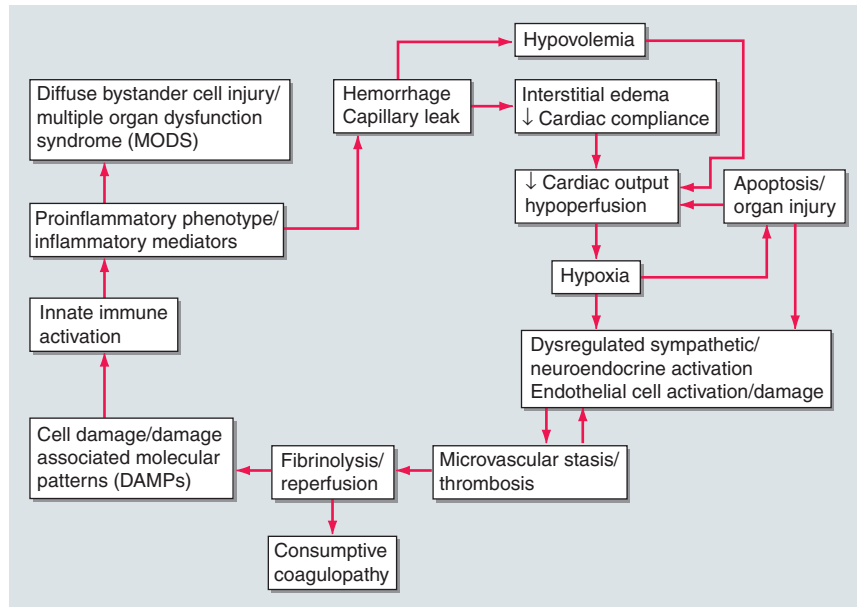 Hypovolemia
Diffuse bystander cell injury/
multiple organ dysfunction
syndrome (MODS)
Hemorrhage
Capillary leak
Interstitial edema
↓ Cardiac compliance
↓ Cardiac output
hypoperfusion
Apoptosis/
organ injury
Proinflammatory phenotype/
inflammatory mediators
Hypoxia
Innate immune
activation
Dysregulated sympathetic/
neuroendocrine activation
Endothelial cell activation/damage
Cell damage/damage
associated molecular
patterns (DAMPs)
Fibrinolysis/
reperfusion
Microvascular stasis/
thrombosis
Consumptive
coagulopathy